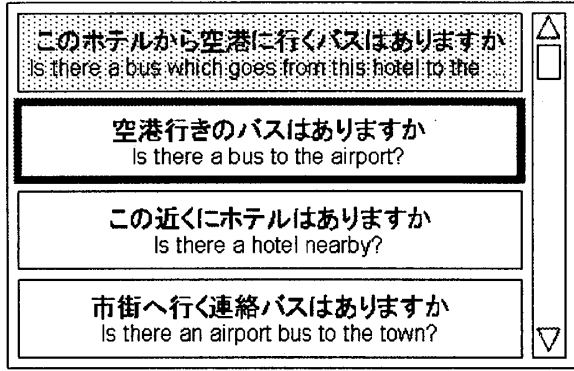 このホテルから空港に行くバスはありますか
Is there a bus which goes from this hotel to the ...
空港行きのバスはありますか
Is there a bus to the airport?
この近くにホテルはありますか
Is there a hotel nearby?
市街へ行く連絡バスはありますか
Is there an airport bus to the town?